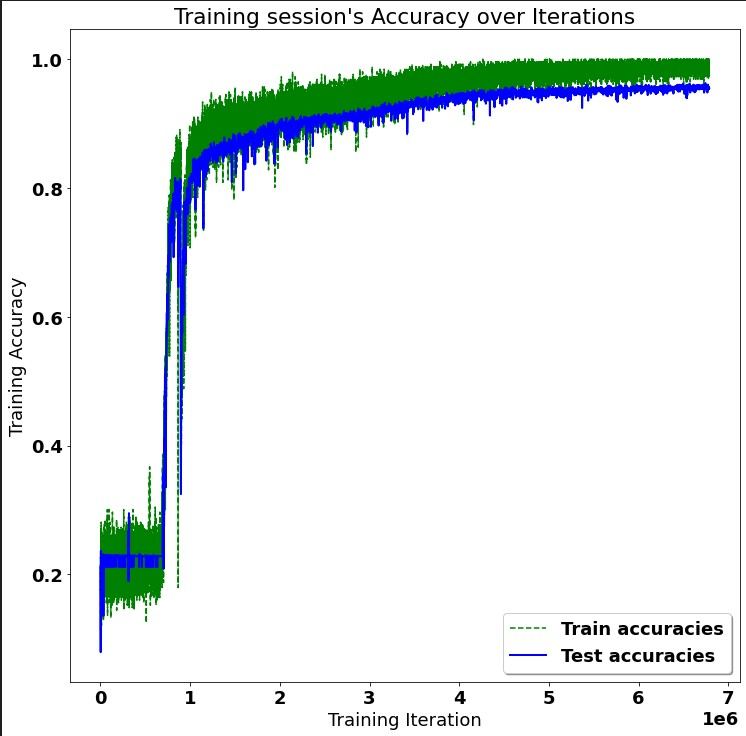 Training session's Accuracy over Iterations
Training Accuracy
1.0
0.8
0.6
0.4
0.2
Train accuracies
Test accuracies
0 1 2 3 4 5 6 7
1e6
Training Iteration